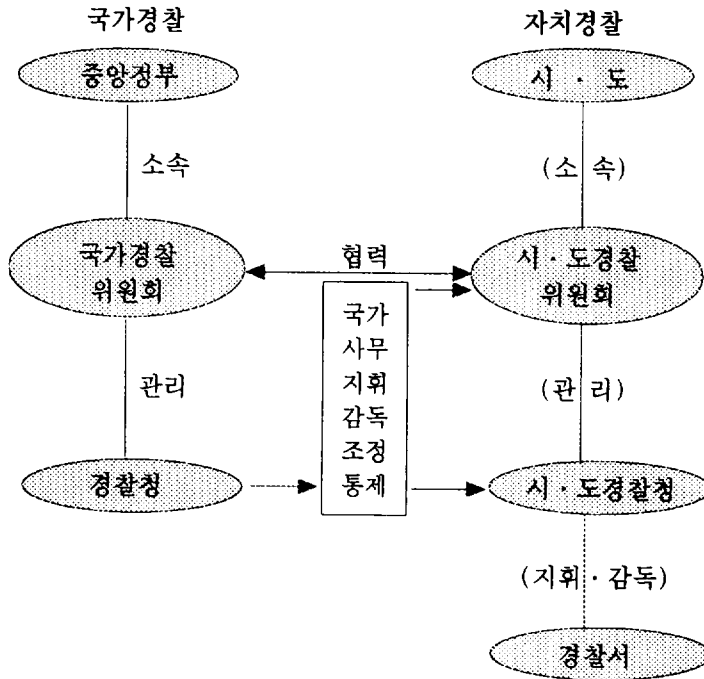 국가경찰 자치경찰
중앙정부 시 · 도
소속 (소 속)
협력
국가경찰
위원회
시 · 도경찰
위원회
국가
사무
지휘
감독
조정
통제
관리 (관 리)
경찰청 시 · 도경찰청
(지휘 · 감독)
경찰서